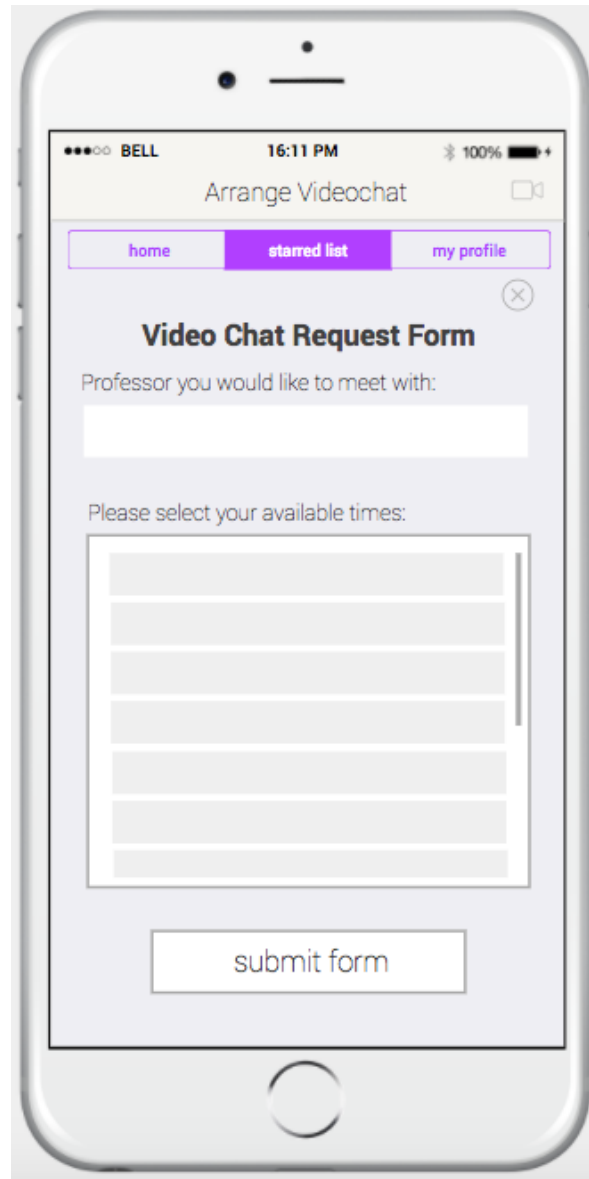 BELL 16:11 PM 100%
Arrange Videochat
home starred list my profile
Video Chat Request Form
Professor you would like to meet with:
Please select your available times:
submit form